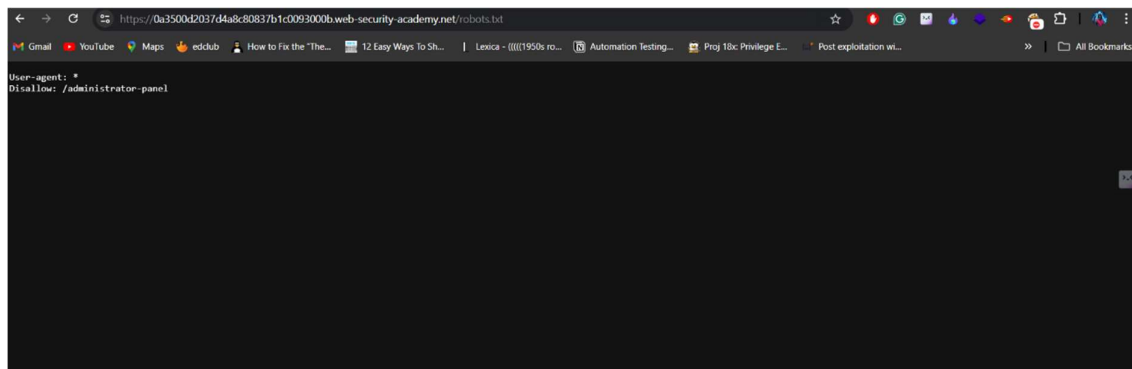 https://0a3500d2037d4a8c80837b1c0093000b.web-security-academy.net/robots.txt
Gmail YouTube Maps edclub How to Fix the "The... 12 Easy Ways To Sh... Lexica - (((((1950s ro... Automation Testing... Proj 18x: Privilege E... Post exploitation wi... » All Bookmarks
User-agent: *
Disallow: /administrator-panel